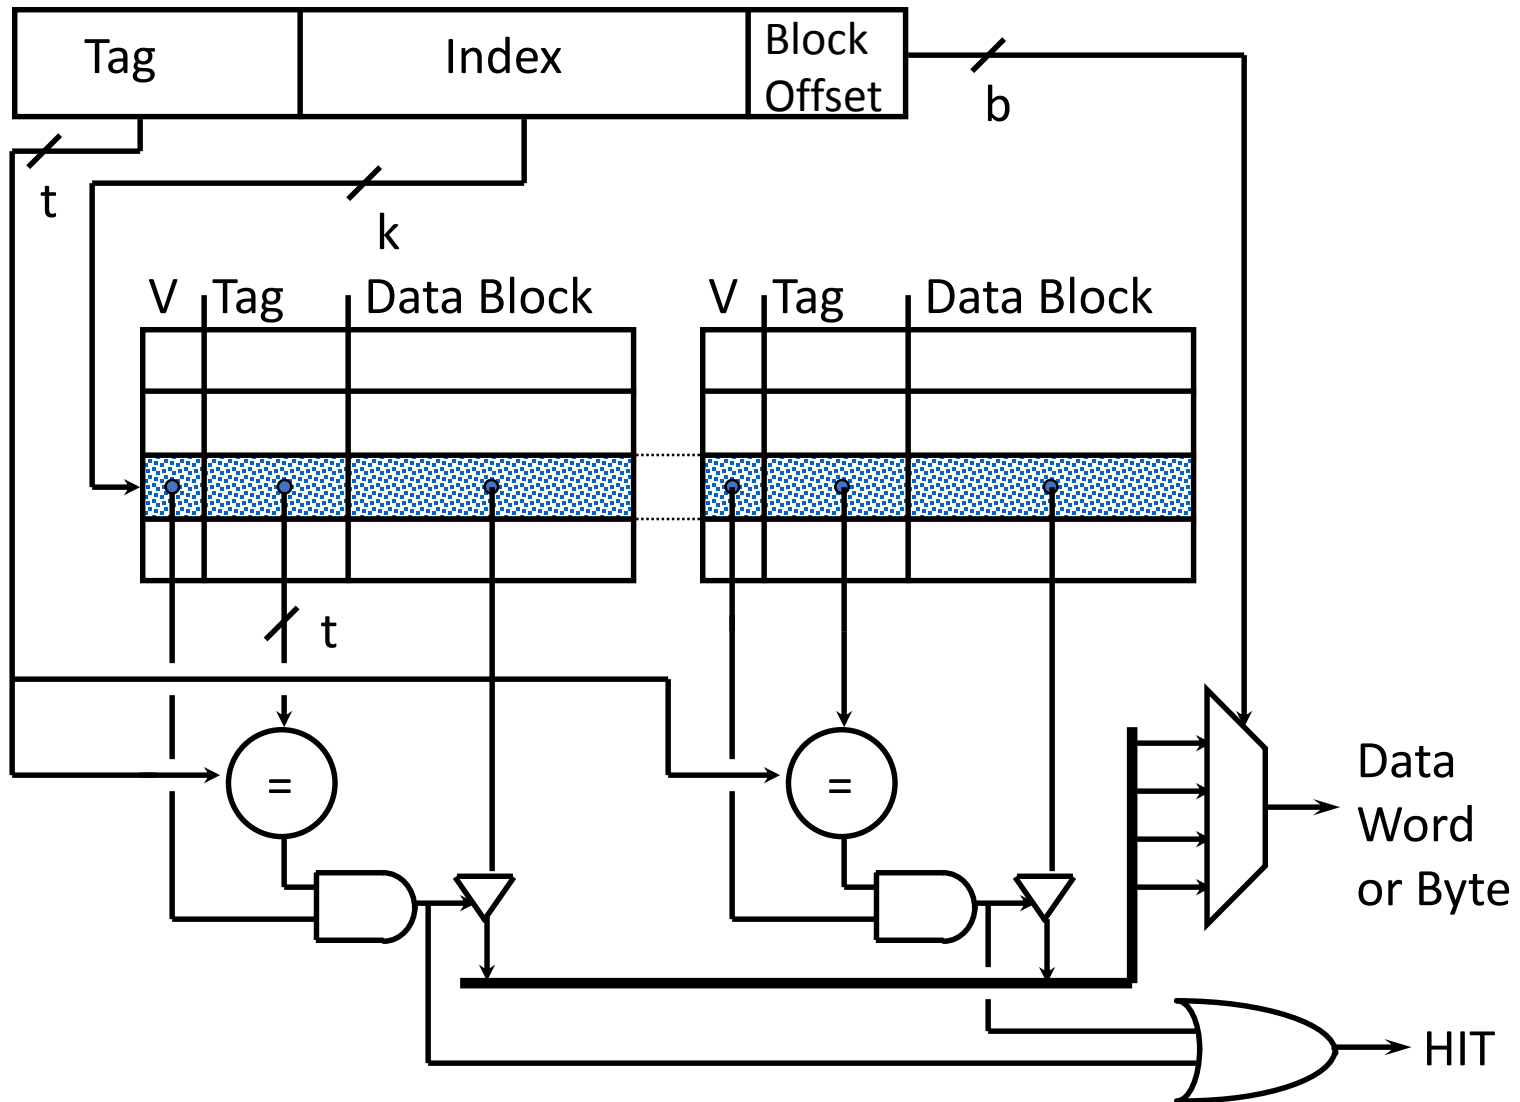 Tag
Index
Block
Offset
b
t
k
V Tag Data Block
V Tag Data Block
t
=
=
Data
Word
or Byte
HIT